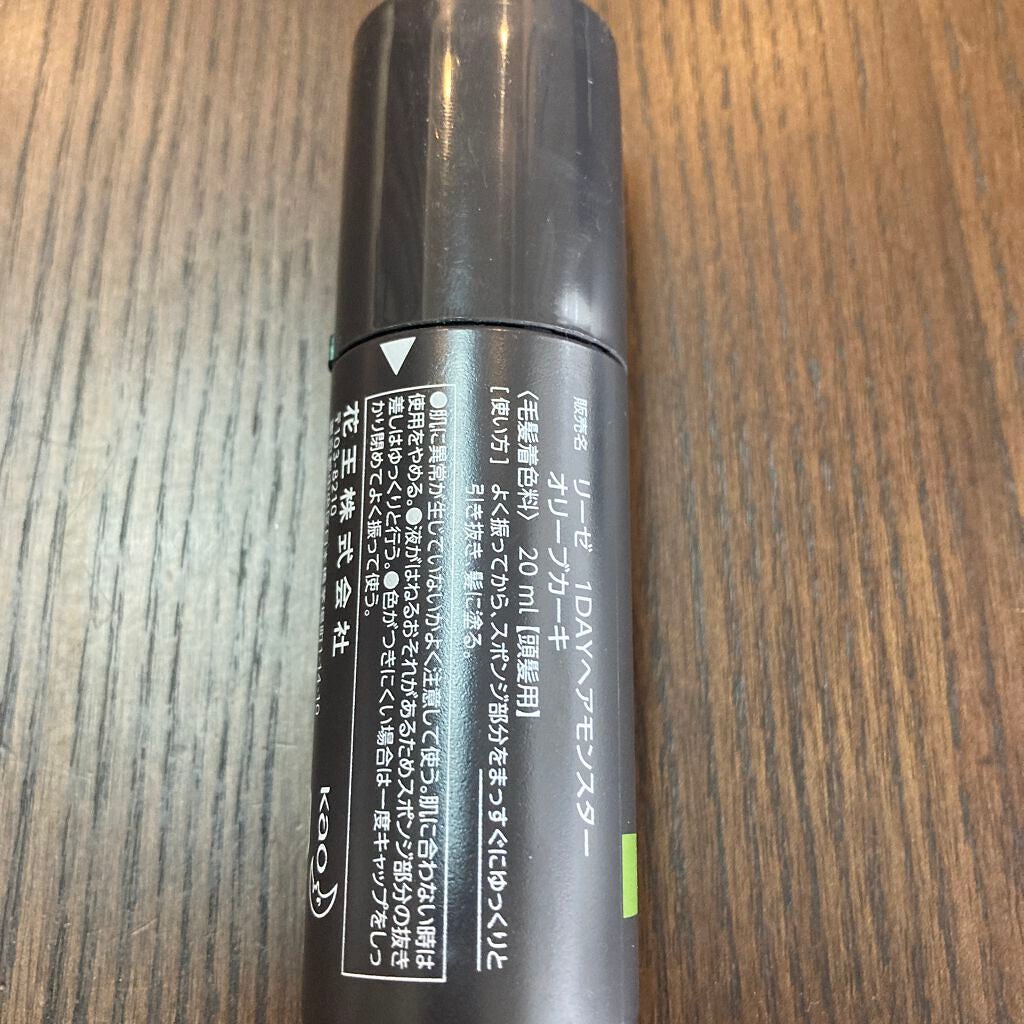 販売名 リーゼ 1DAYヘアモンスター
オリーブカーキ
〈毛髪着色料〉 20 ml【頭髪用】
[使い方] よく振ってから、スポンジ部分をまっすぐにゆっくりと
引き抜き、髪に塗る。
●肌に異常が生じていないかよく注意して使う。肌に合わない時は
使用をやめる。●液がはねるおそれがあるためスポンジ部分の抜き
差しはゆっくりと行う。●色がつきにくい場合は一度キャップをしっ
かり閉めてよく振って使う。
花王株式会社
〒103-8210
kao